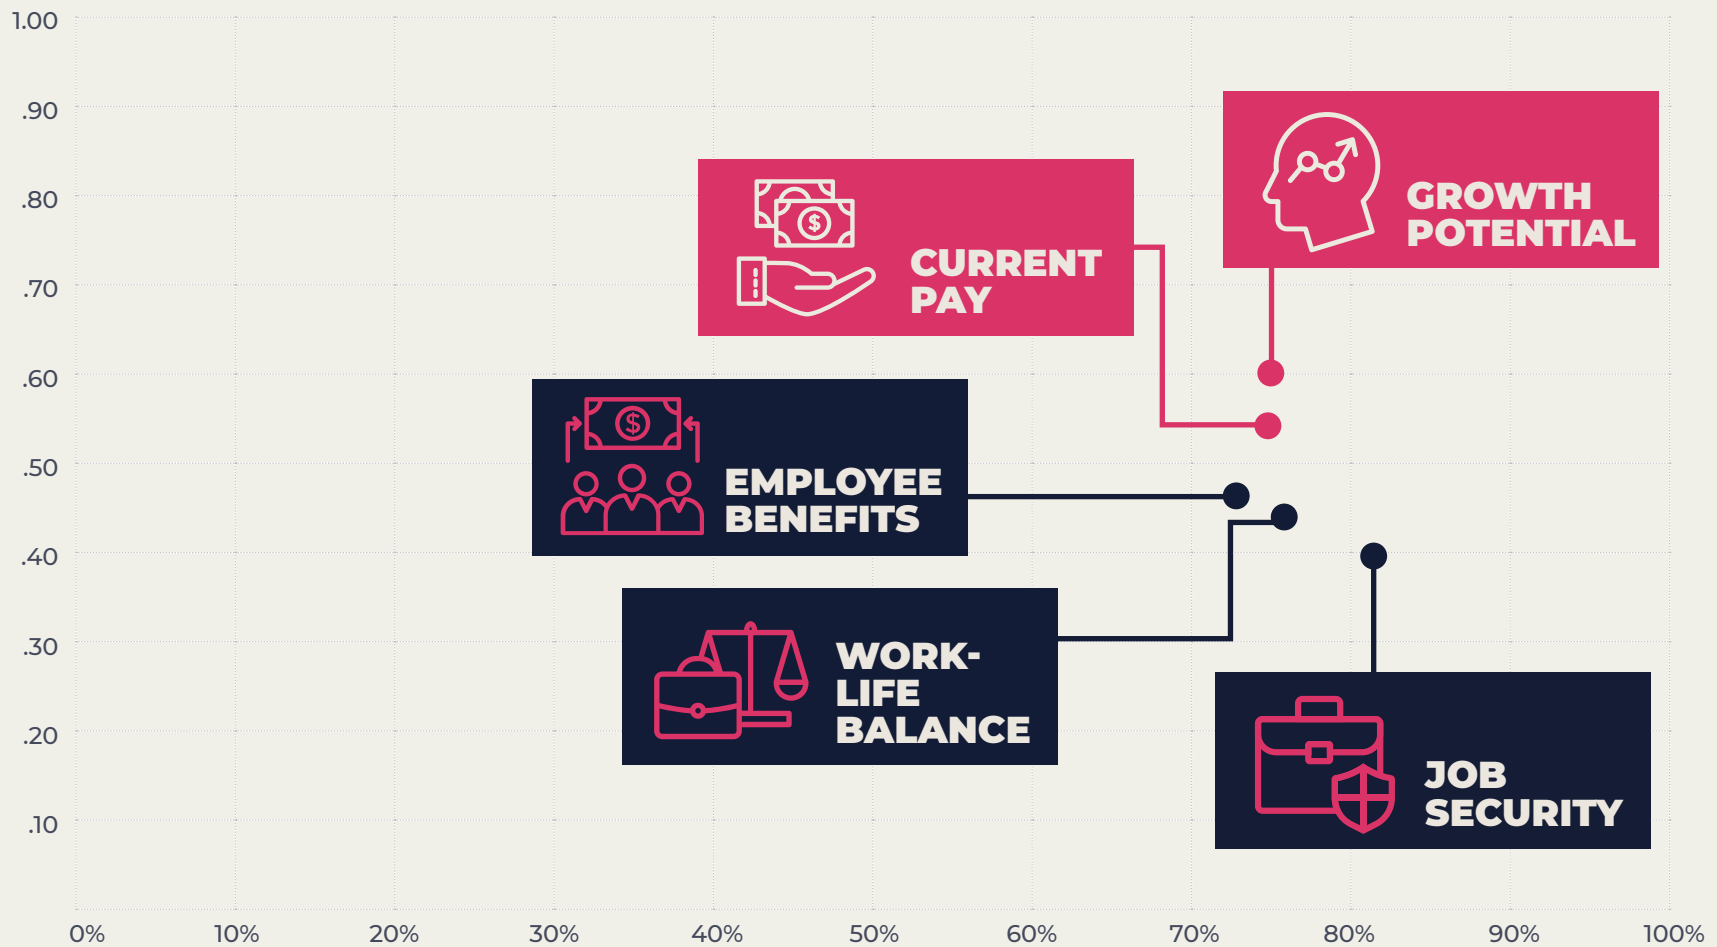 1.00
.90
.80
.70
.60
.50
.40
.30
.20
.10
GROWTH
POTENTIAL
$
CURRENT
PAY
$
EMPLOYEE
BENEFITS
WORK-
LIFE
BALANCE
JOB
SECURITY
0% 10% 20% 30% 40% 50% 60% 70% 80% 90% 100%